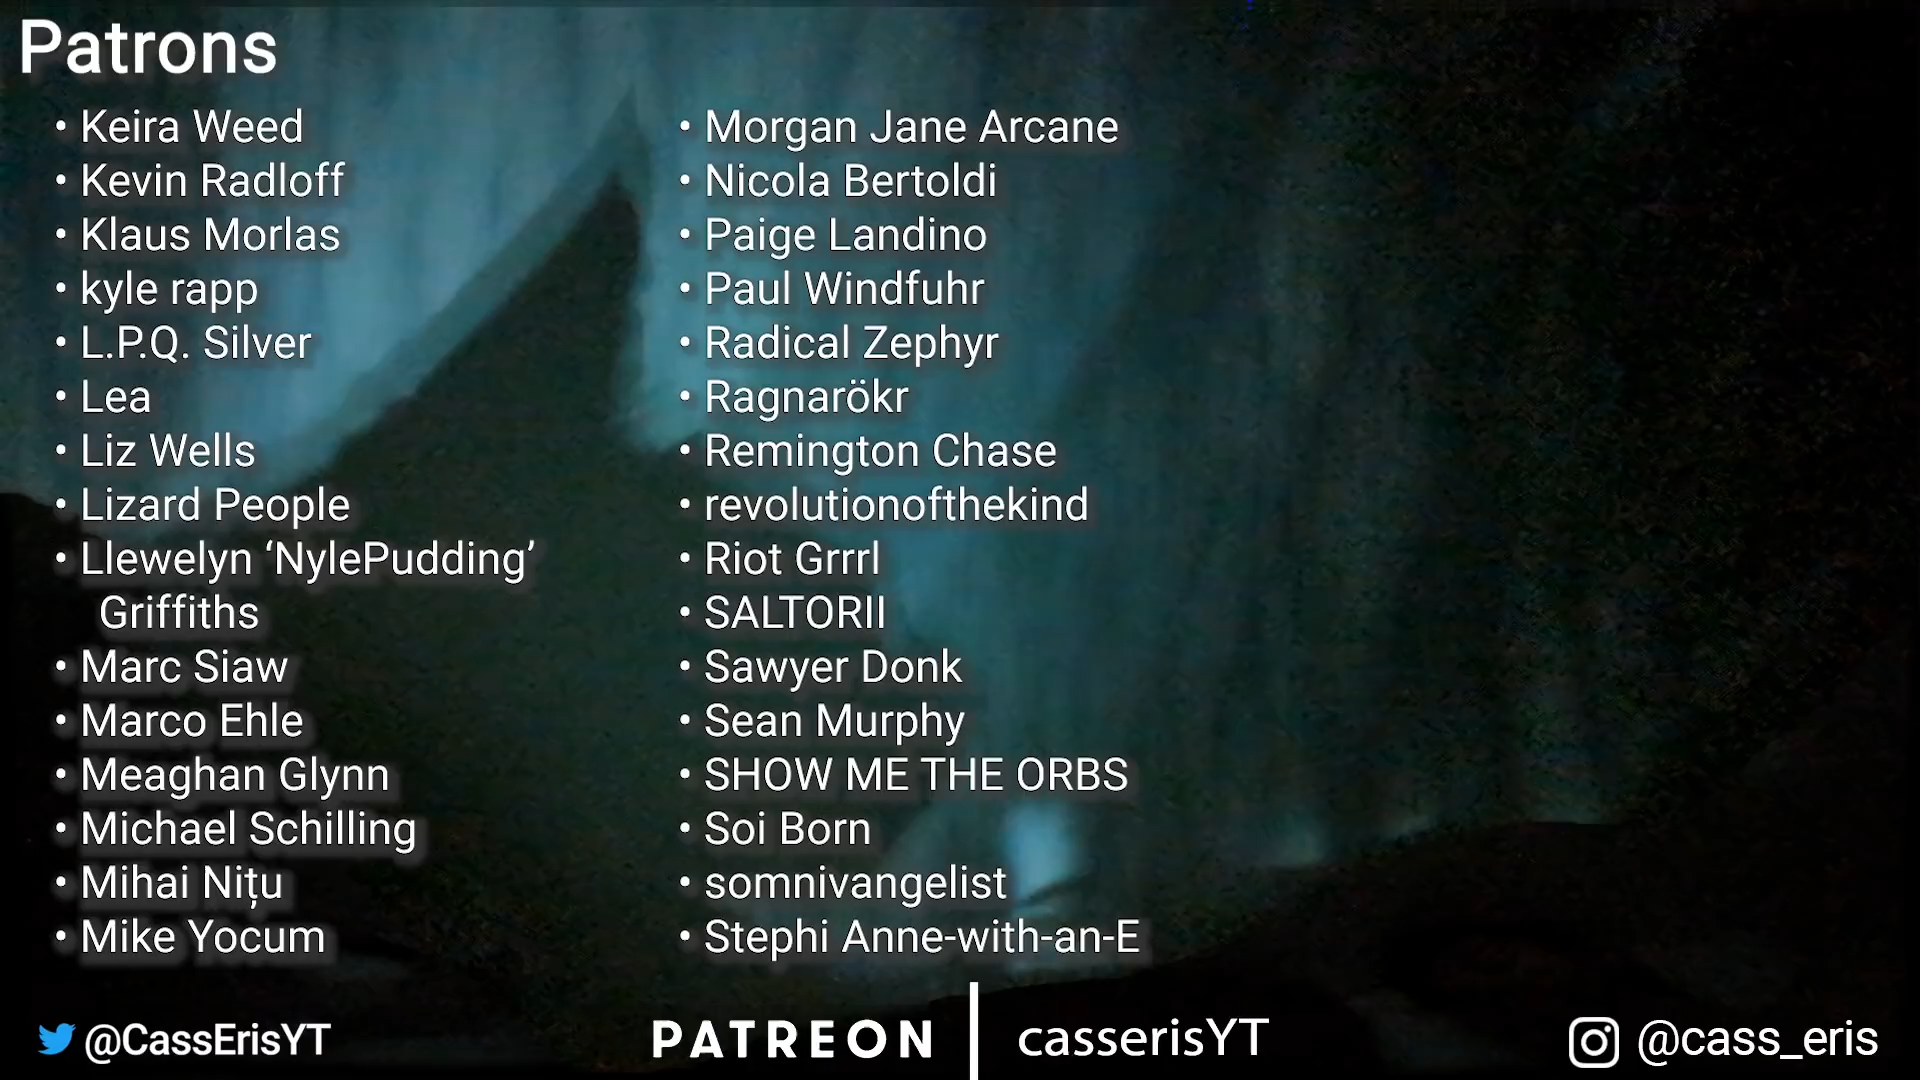 Patrons
• Keira Weed
• Kevin Radloff
• Klaus Morlas
• kyle rapp
• L.P.Q. Silver
• Lea
• Liz Wells
• Lizard People
• Llewelyn ‘NylePudding’
Griffiths
• Marc Siaw
• Marco Ehle
• Meaghan Glynn
• Michael Schilling
• Mihai Nițu
• Mike Yocum
• Morgan Jane Arcane
• Nicola Bertoldi
• Paige Landino
• Paul Windfuhr
• Radical Zephyr
• Ragnarökr
• Remington Chase
• revolutionofthekind
• Riot Grrrl
• SALTORII
• Sawyer Donk
• Sean Murphy
• SHOW ME THE ORBS
• Soi Born
• somnivangelist
• Stephi Anne-with-an-E
@CassErisYT
PATREON | casserisYT
@cass_eris